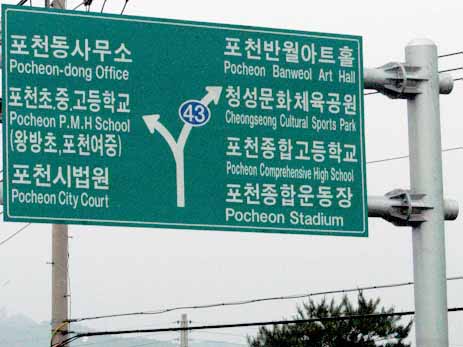 포천동사무소
Pocheon-dong Office
포천초,중,고등학교
Pocheon P.M.H School
(왕방초,포천여중)
포천시법원
Pocheon City Court
43
포천반월아트홀
Pocheon Banweol Art Hall
청성문화체육공원
Cheongseong Cultural Sports Park
포천종합고등학교
Pocheon Comprehensive High School
포천종합운동장
Pocheon Stadium